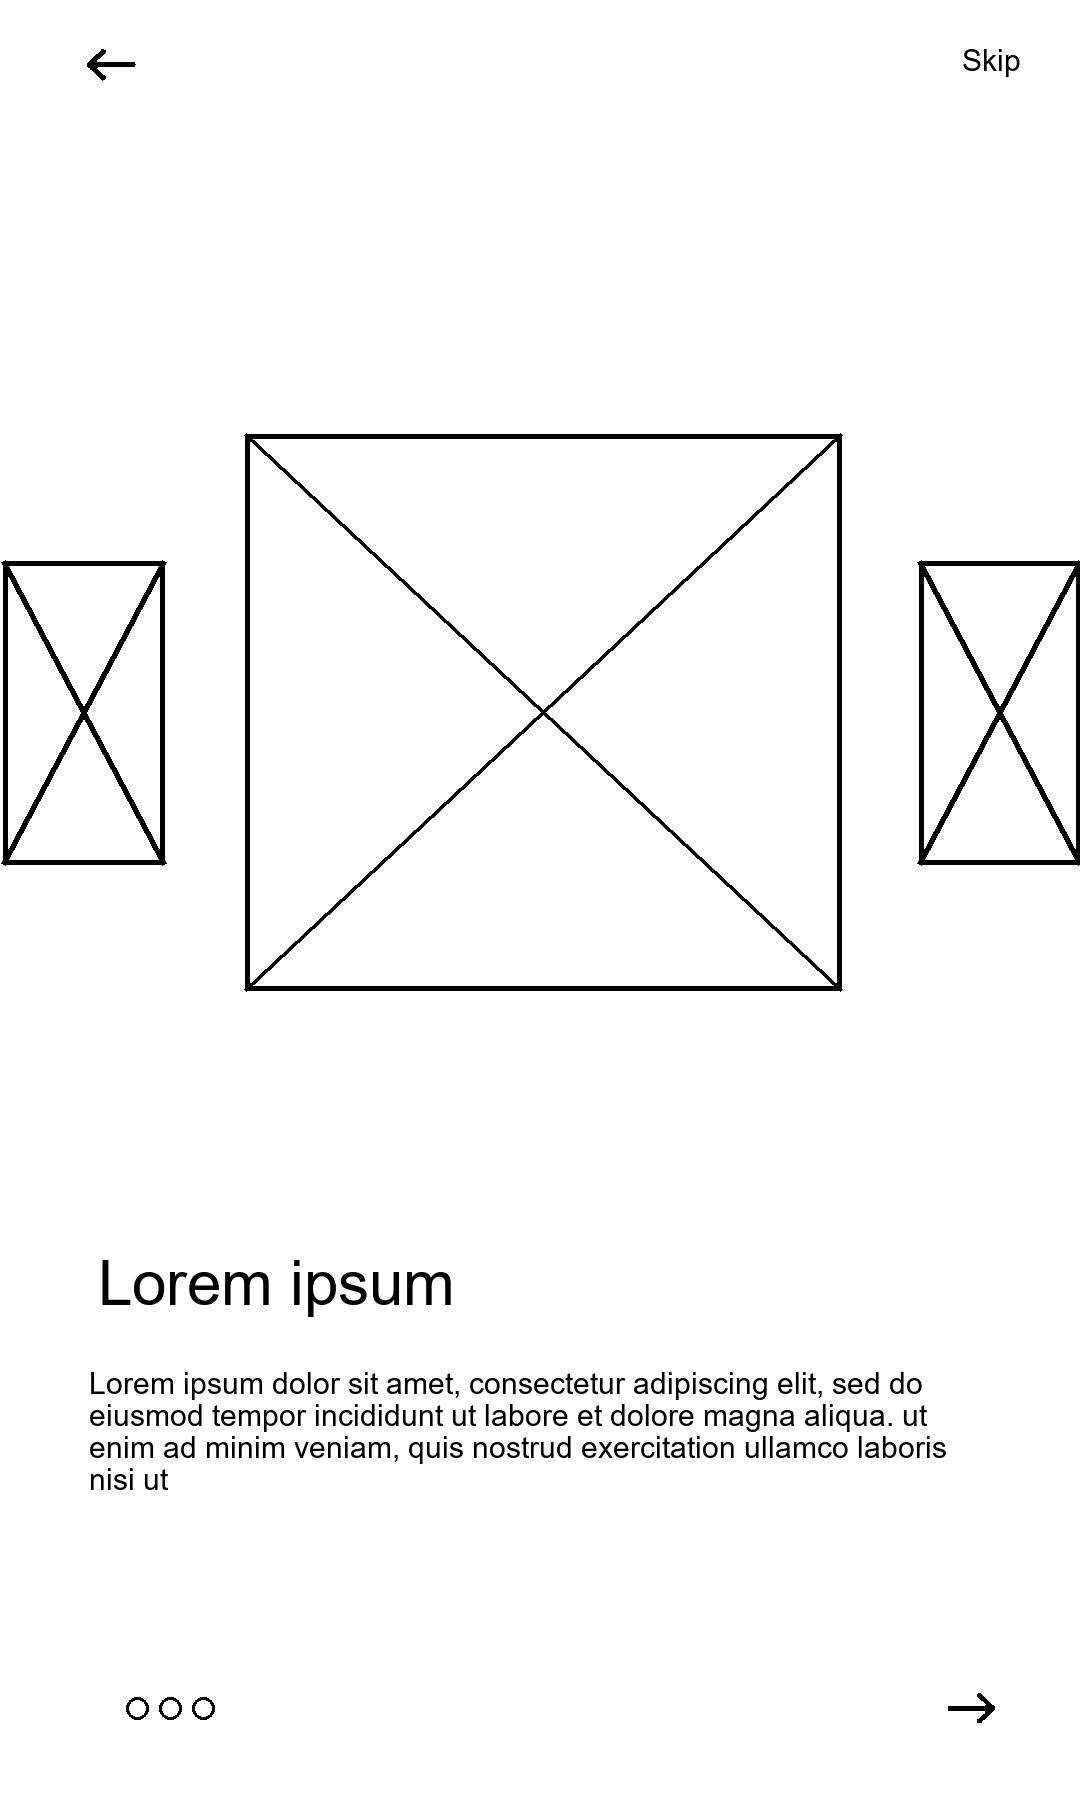 Skip
Lorem ipsum
Lorem ipsum dolor sit amet, consectetur adipiscing elit, sed do
eiusmod tempor incididunt ut labore et dolore magna aliqua. ut
enim ad minim veniam, quis nostrud exercitation ullamco laboris
nisi ut